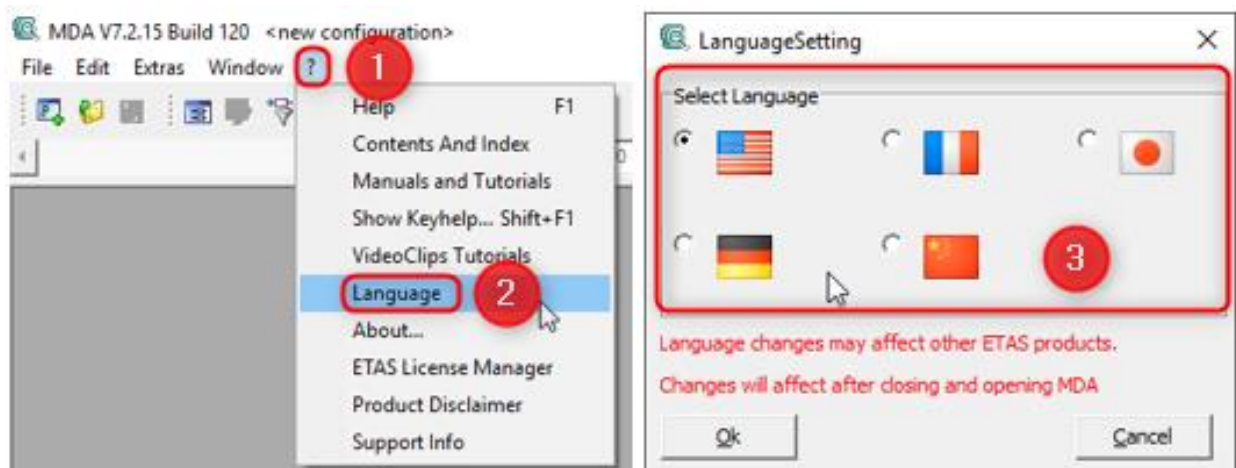 MDA V7.2.15 Build 120 <new configuration>
File Edit Extras Window ? 1
Help F1
Contents And Index
Manuals and Tutorials
Show Keyhelp... Shift+F1
VideoClips Tutorials
Language 2
About...
ETAS License Manager
Product Disclaimer
Support Info
LanguageSetting
Select Language
3
Language changes may affect other ETAS products.
Changes will affect after closing and opening MDA
Ok Cancel